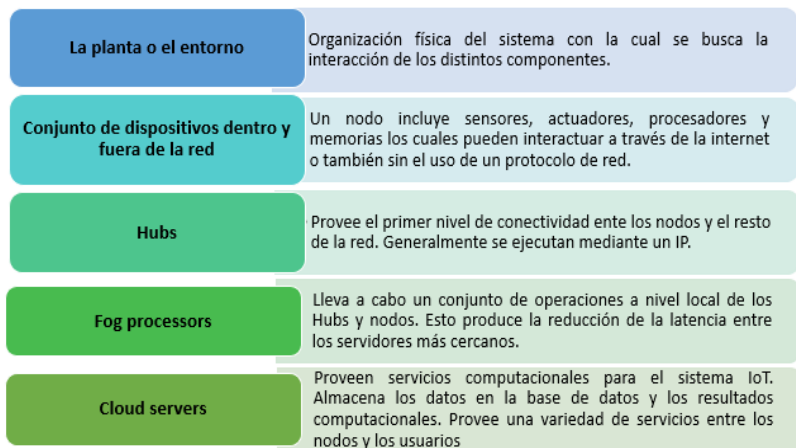 La planta o el entorno
Organización física del sistema con la cual se busca la
interacción de los distintos componentes.
Conjunto de dispositivos dentro y
fuera de la red
Un nodo incluye sensores, actuadores, procesadores y
memorias los cuales pueden interactuar a través de la internet
o también sin el uso de un protocolo de red.
Hubs
Provee el primer nivel de conectividad ente los nodos y el resto
de la red. Generalmente se ejecutan mediante un IP.
Fog processors
Lleva a cabo un conjunto de operaciones a nivel local de los
Hubs y nodos. Esto produce la reducción de la latencia entre
los servidores más cercanos.
Cloud servers
Proveen servicios computacionales para el sistema IoT.
Almacena los datos en la base de datos y los resultados
computacionales. Provee una variedad de servicios entre los
nodos y los usuarios